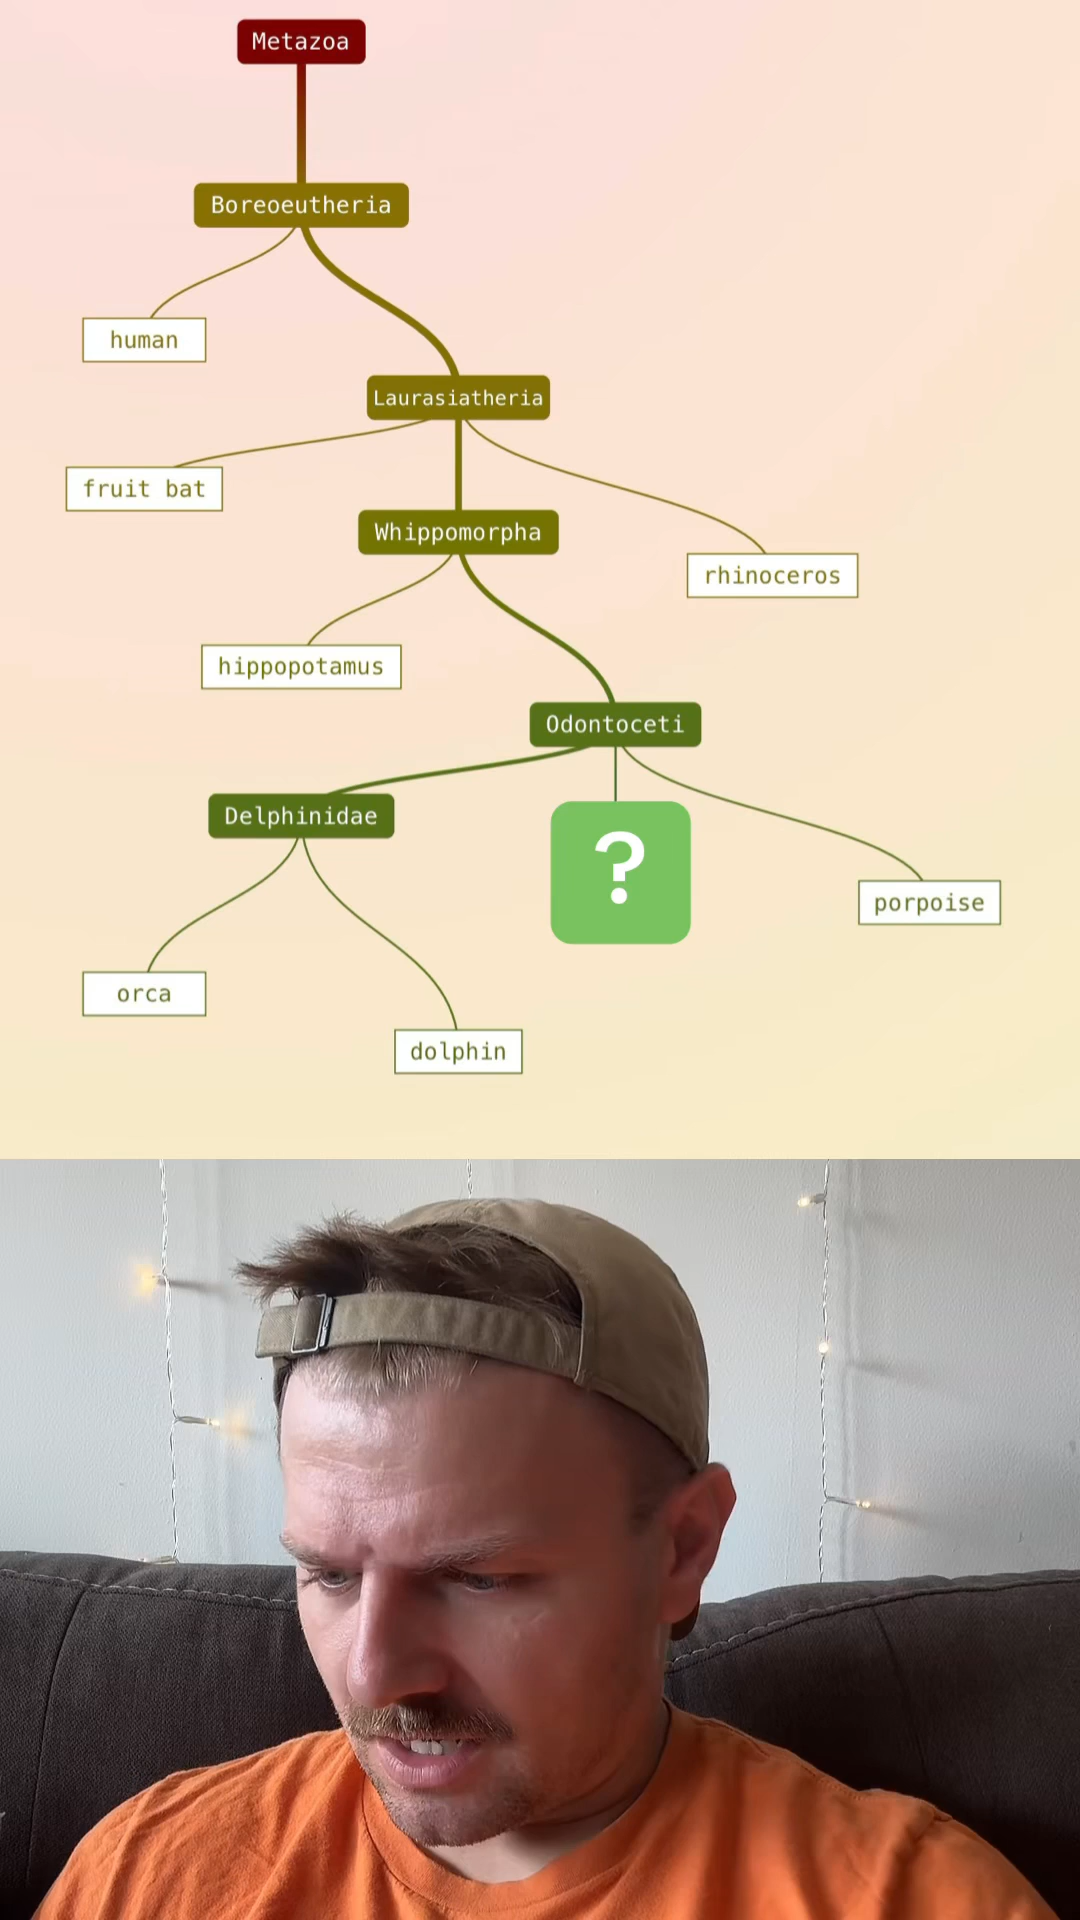 Metazoa
Boreoeutheria
human
Laurasiatheria
fruit bat
Whippomorpha
rhinoceros
hippopotamus
Odontoceti
Delphinidae
?
porpoise
orca
dolphin